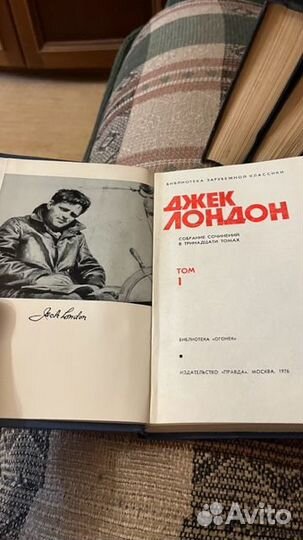 БИБЛИОТЕКА ЗАРУБЕЖНОЙ КЛАССИКИ
ДЖЕК
ЛОНДОН
СОБРАНИЕ СОЧИНЕНИЙ
В ТРИНАДЦАТИ ТОМАХ
ТОМ
1
БИБЛИОТЕКА «ОГОНЕК»
ИЗДАТЕЛЬСТВО «ПРАВДА». МОСКВА. 1976
Jack London
Avito